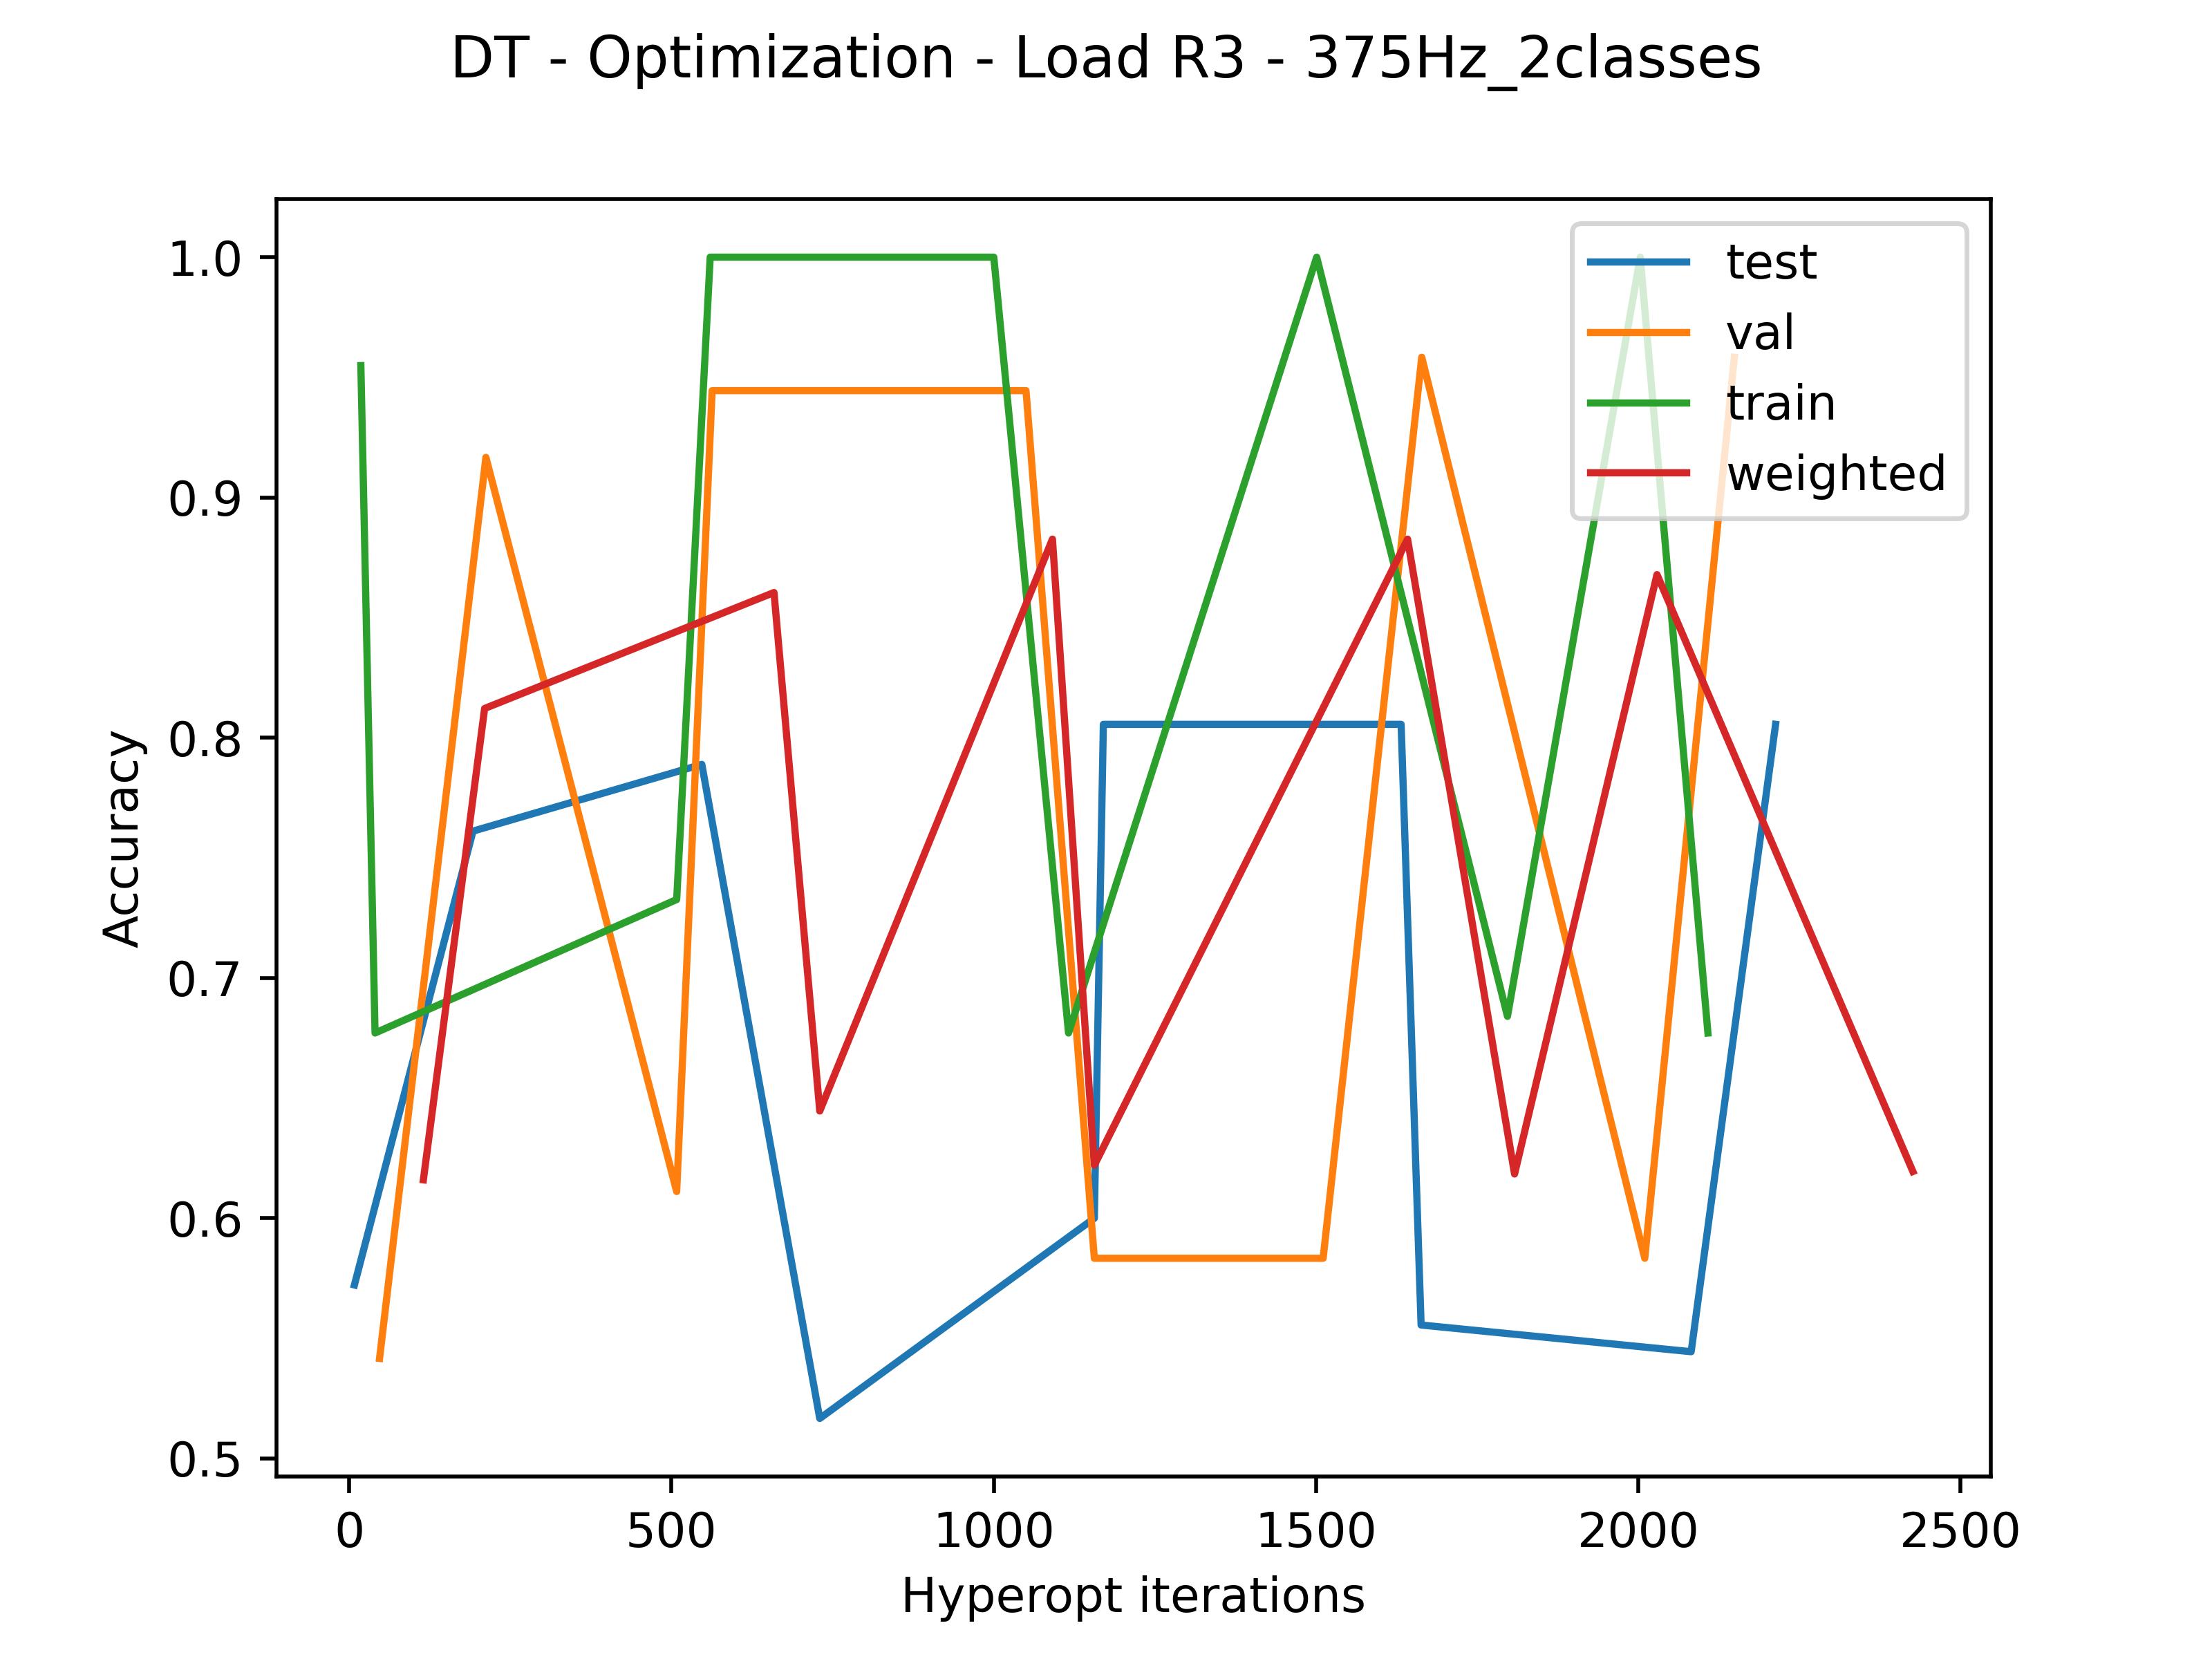 DT - Optimization - Load R3 - 375Hz_2classes
1.0
0.9
0.8
0.7
0.6
0.5
Accuracy
test
val
train
weighted
0 500 1000 1500 2000 2500
Hyperopt iterations